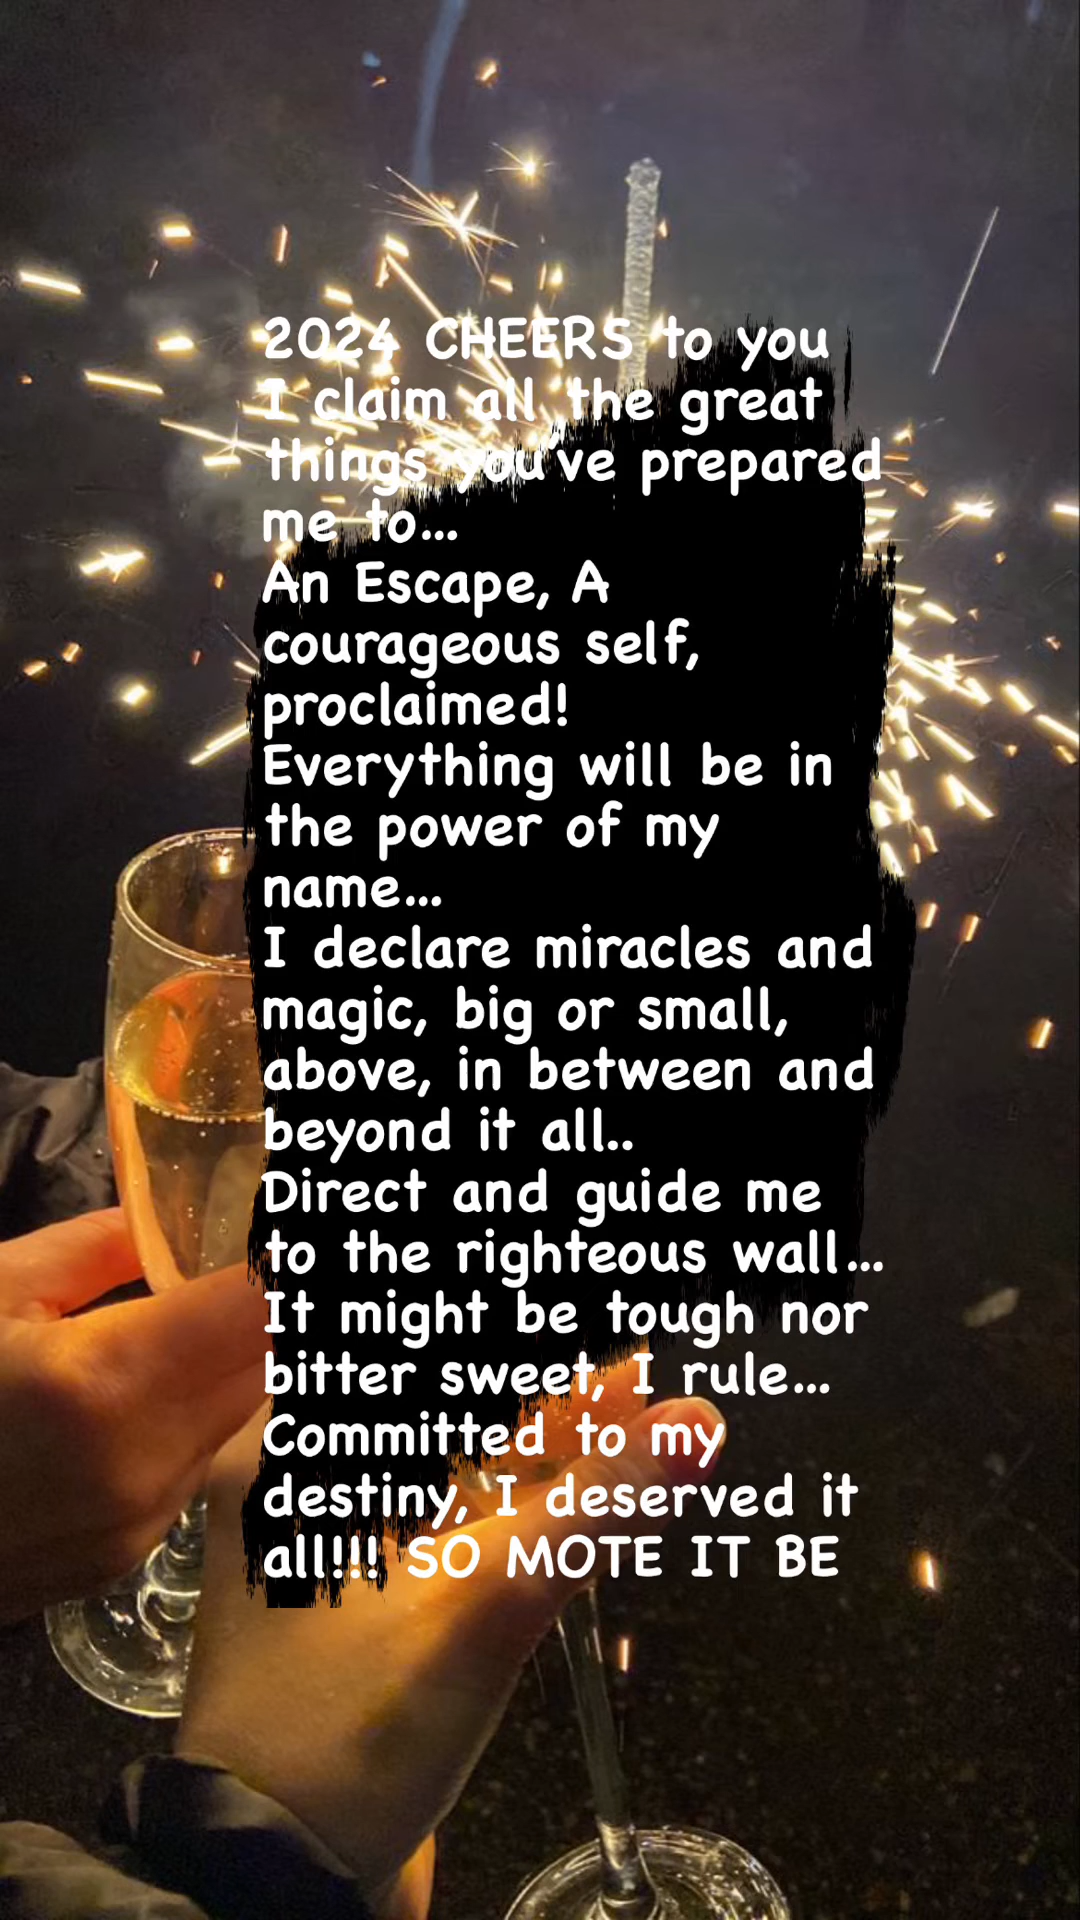 2024 CHEERS to you
I claim all the great
things you've prepared
me to...
An Escape, A
courageous self,
proclaimed!
Everything will be in
the power of my
name...
I declare miracles and
magic, big or small,
above, in between and
beyond it all..
Direct and guide me
to the righteous wall...
It might be tough nor
bitter sweet, I rule...
Committed to my
destiny, I deserved it
all!!! SO MOTE IT BE